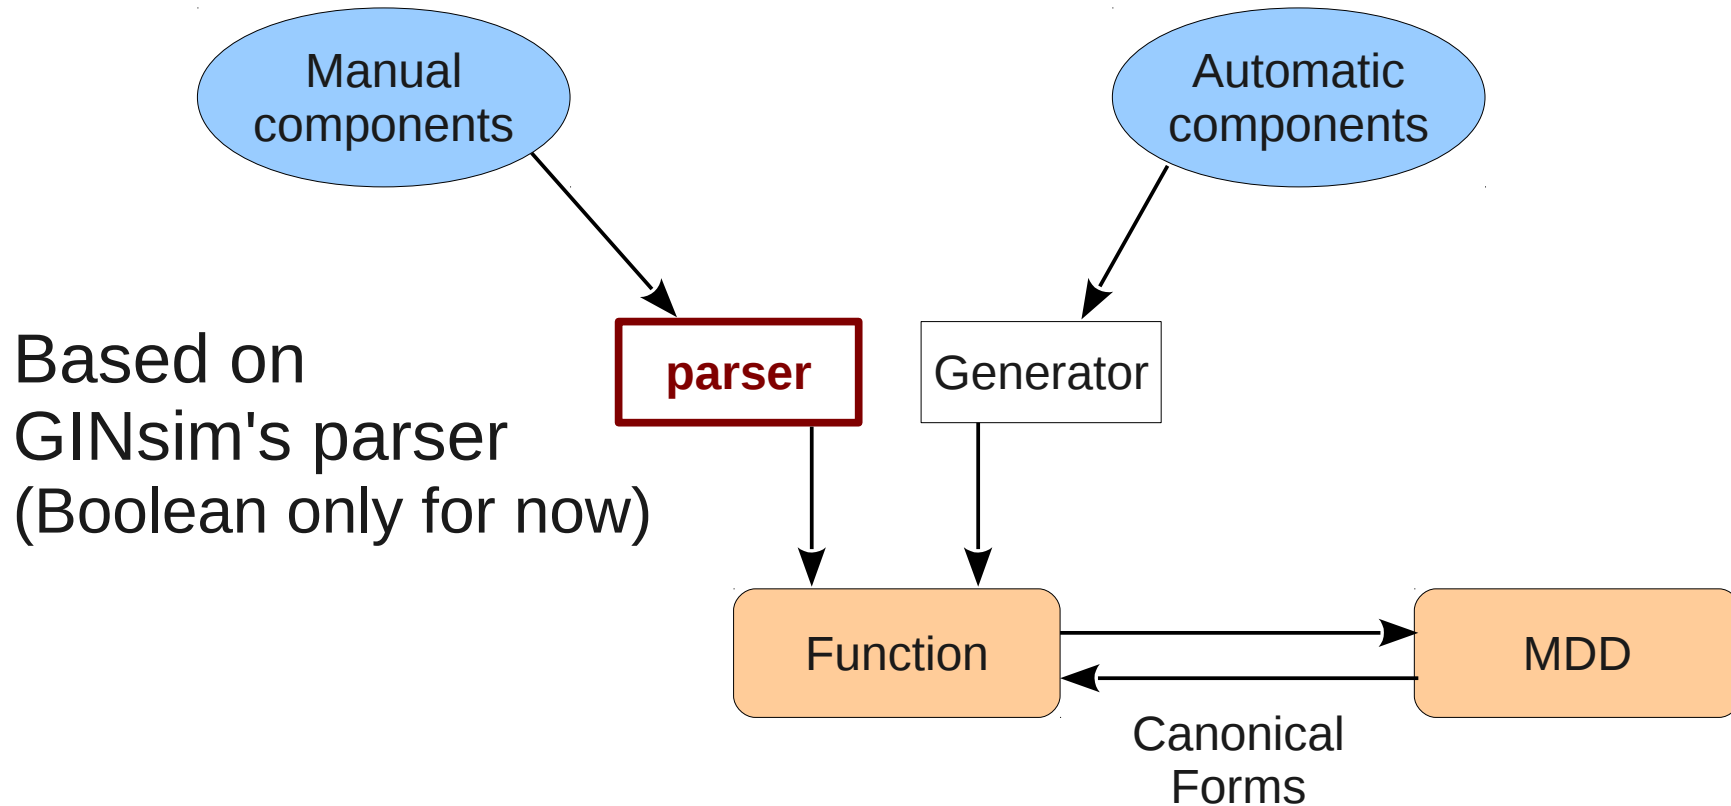 Manual
components
Automatic
components
Based on
GINsim's parser
(Boolean only for now)
parser
Generator
Function
MDD
Canonical
Forms